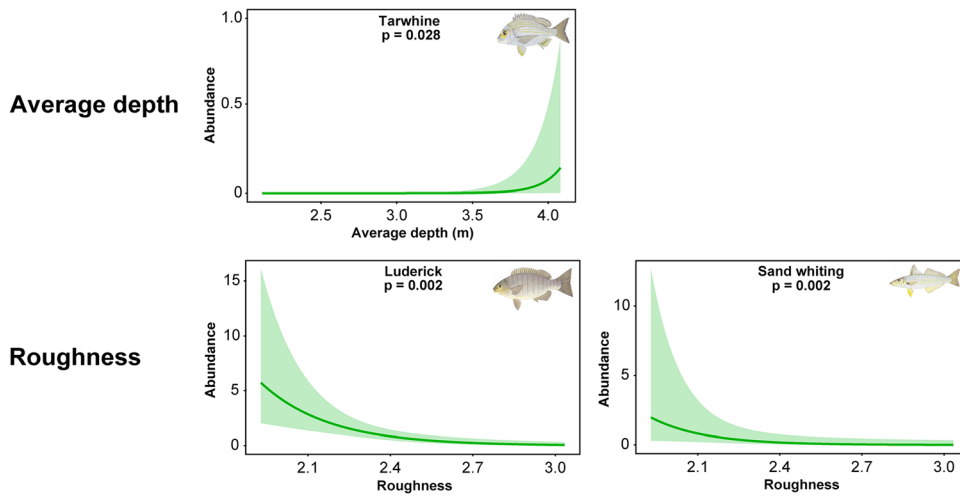 Average depth
Tarwhine
p = 0.028
Abundance
1.0
0.5
0
2.5 3.0 3.5 4.0
Average depth (m)
Roughness
Luderick
p = 0.002
Abundance
15
10
5
0
2.1 2.4 2.7 3.0
Roughness
Sand whiting
p = 0.002
Abundance
10
5
0
2.1 2.4 2.7 3.0
Roughness